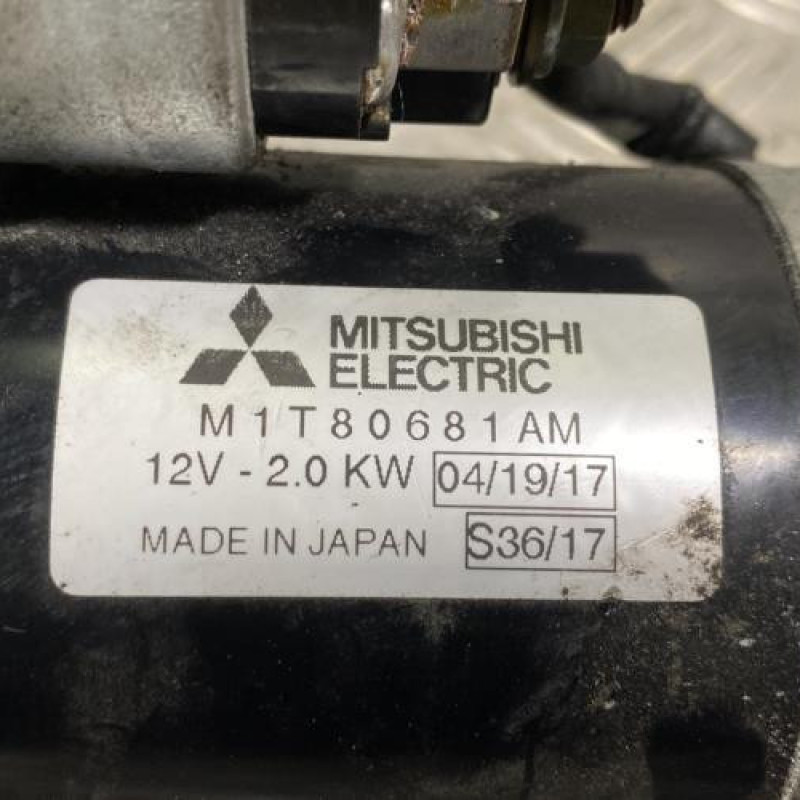 MITSUBISHI
ELECTRIC
M1T80681AM
12V - 2.0 KW 04/19/17
MADE IN JAPAN S36/17